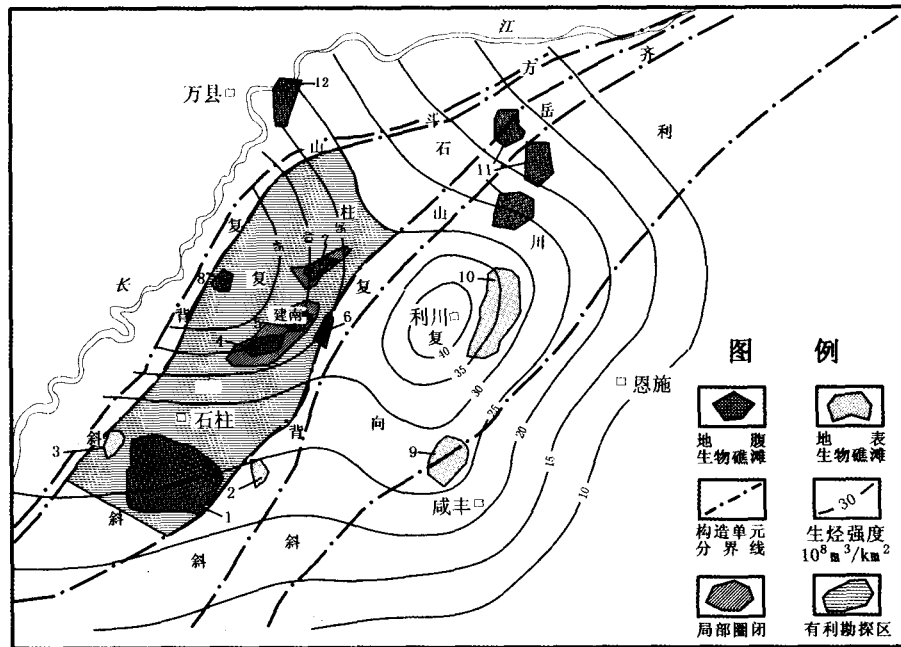 江
12
万县
方
齐
斗
岳
利
山
石
11
柱
山
川
长
复
8
复
7
复
10
建南
6
利川
复
40
背
4
35
30
25
20
15
10
图 例
恩施
石柱
背
向
3
斜
9
2
1
咸丰
斜
斜
斜
地腹
生物礁滩
地表
生物礁滩
构造单元
分界线
30
生烃强度
10⁸m³/km²
局部圈闭
有利勘探区